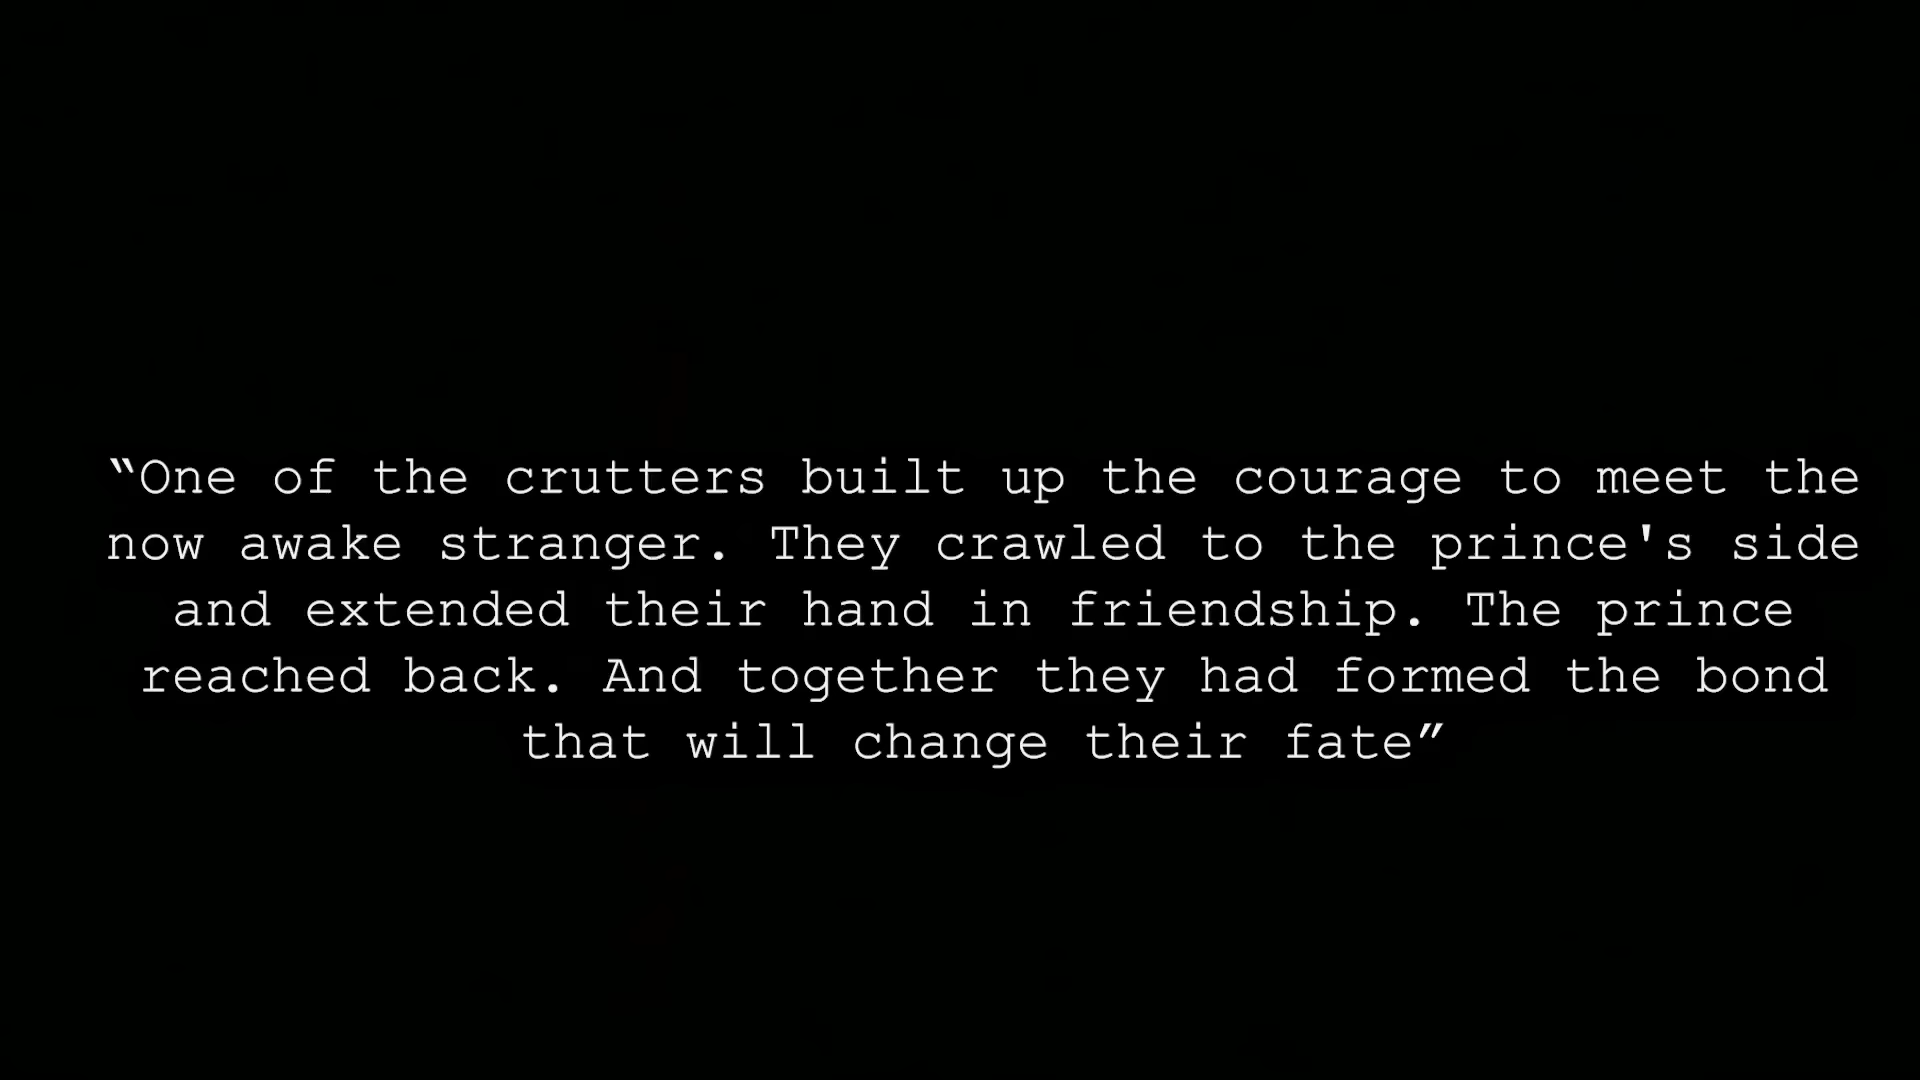 “One of the crutters built up the courage to meet the
now awake stranger. They crawled to the prince's side
and extended their hand in friendship. The prince
reached back. And together they had formed the bond
that will change their fate”